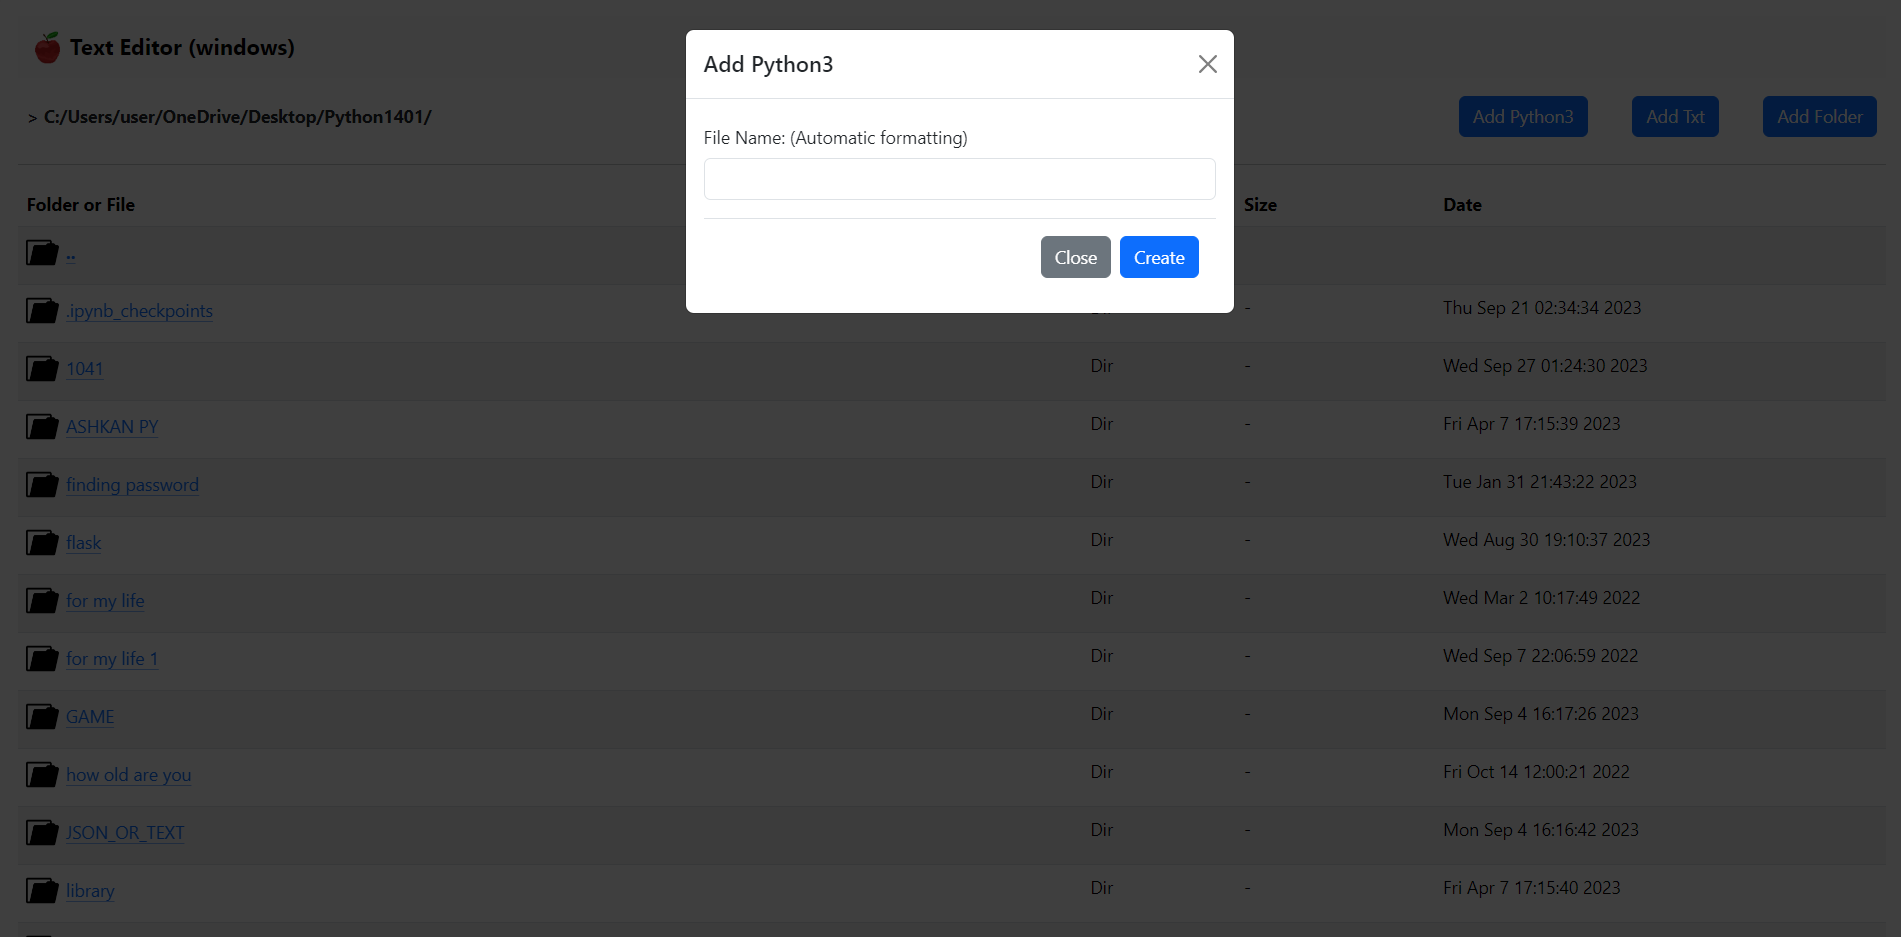 Text Editor (windows)
> C:/Users/user/OneDrive/Desktop/Python1401/
Add Python3 Add Txt Add Folder
Add Python3
File Name: (Automatic formatting)
Close Create
Folder or File Size Date
..
.ipynb_checkpoints - Thu Sep 21 02:34:34 2023
1041 Dir - Wed Sep 27 01:24:30 2023
ASHKAN PY Dir - Fri Apr 7 17:15:39 2023
finding password Dir - Tue Jan 31 21:43:22 2023
flask Dir - Wed Aug 30 19:10:37 2023
for my life Dir - Wed Mar 2 10:17:49 2022
for my life 1 Dir - Wed Sep 7 22:06:59 2022
GAME Dir - Mon Sep 4 16:17:26 2023
how old are you Dir - Fri Oct 14 12:00:21 2022
JSON_OR_TEXT Dir - Mon Sep 4 16:16:42 2023
library Dir - Fri Apr 7 17:15:40 2023